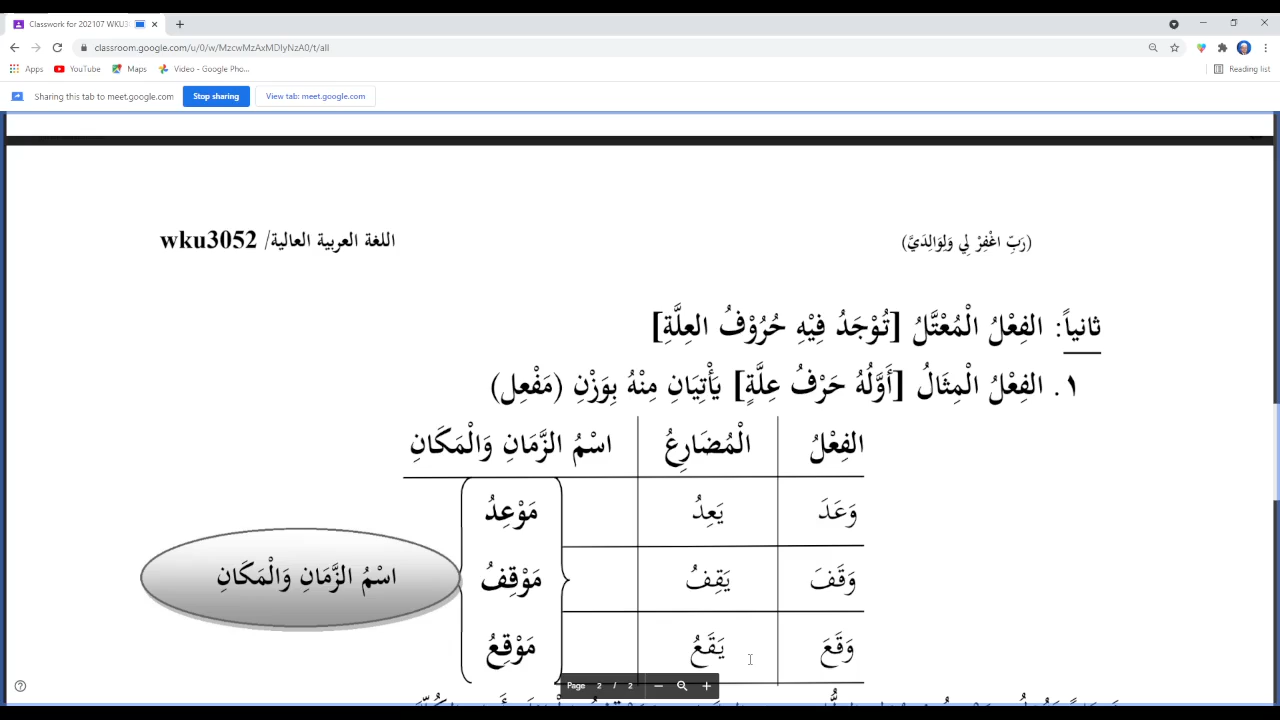 Classwork for 202107 WKU3
classroom.google.com/u/0/w/MzcwMzAxMDIyNzA0/t/all
Apps YouTube Maps Video - Google Pho... Reading list
Sharing this tab to meet.google.com Stop sharing View tab: meet.google.com
(رَبِّ اغْفِرْ لِي وَلِوَالِدَيَّ) اللغة العربية العالية/ wku3052
ثانياً: الفِعْلُ الْمُعْتَّلُ [تُوْجَدُ فِيْهِ حُرُوْفُ العِلَّةِ]
١. الفِعْلُ الْمِثَالُ [أَوَّلُهُ حَرْفُ عِلَّةٍ] يَأْتِيَانِ مِنْهُ بِوَزْنِ (مَفْعِل)
الفِعْلُ الْمُضَارِعُ اسْمُ الزَّمَانِ وَالْمَكَانِ
وَعَدَ يَعِدُ مَوْعِدُ
وَقَفَ يَقِفُ مَوْقِفُ اسْمُ الزَّمَانِ وَالْمَكَانِ
وَقَعَ يَقَعُ مَوْقِعُ
Page 2 / 2